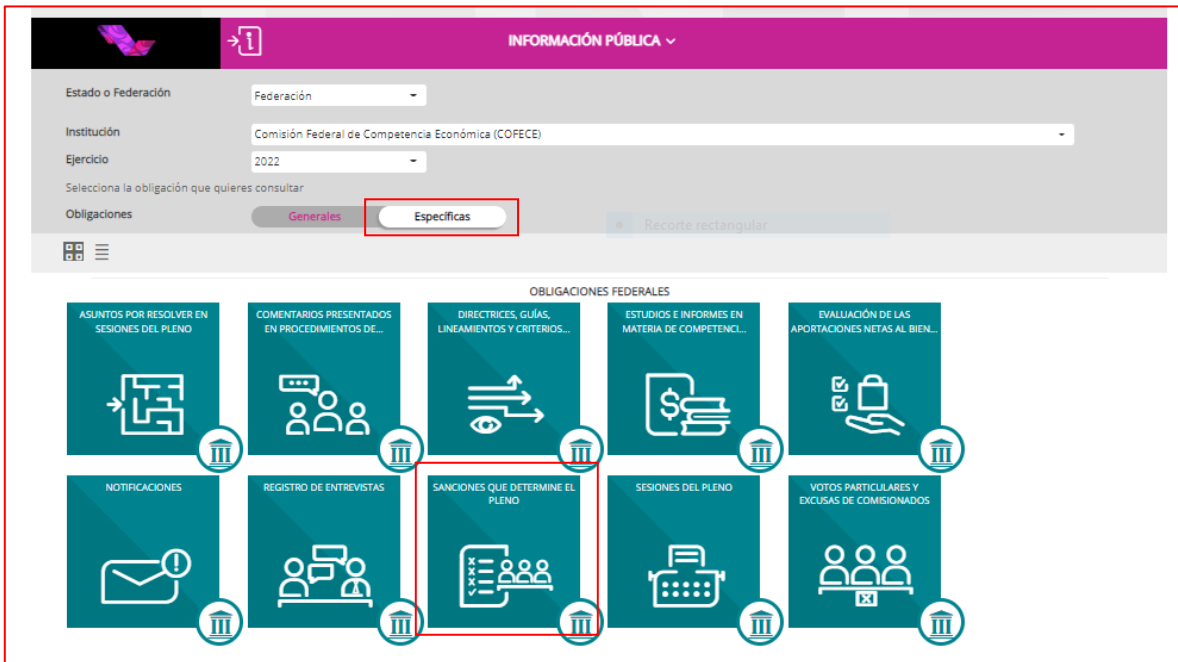 INFORMACIÓN PÚBLICA
Estado o Federación
Federación
Institución
Comisión Federal de Competencia Económica (COFECE)
Ejercicio
2022
Selecciona la obligación que quieres consultar
Obligaciones
Generales
Específicas
Recorte rectangular
OBLIGACIONES FEDERALES
ASUNTOS POR RESOLVER EN
SESIONES DEL PLENO
COMENTARIOS PRESENTADOS
EN PROCEDIMIENTOS DE...
DIRECTRICES, GUÍAS,
LINEAMIENTOS Y CRITERIOS...
ESTUDIOS E INFORMES EN
MATERIA DE COMPETENCI...
EVALUACIÓN DE LAS
APORTACIONES NETAS AL BIEN...
NOTIFICACIONES
REGISTRO DE ENTREVISTAS
SANCIONES QUE DETERMINE EL
PLENO
SESIONES DEL PLENO
VOTOS PARTICULARES Y
EXCUSAS DE COMISIONADOS